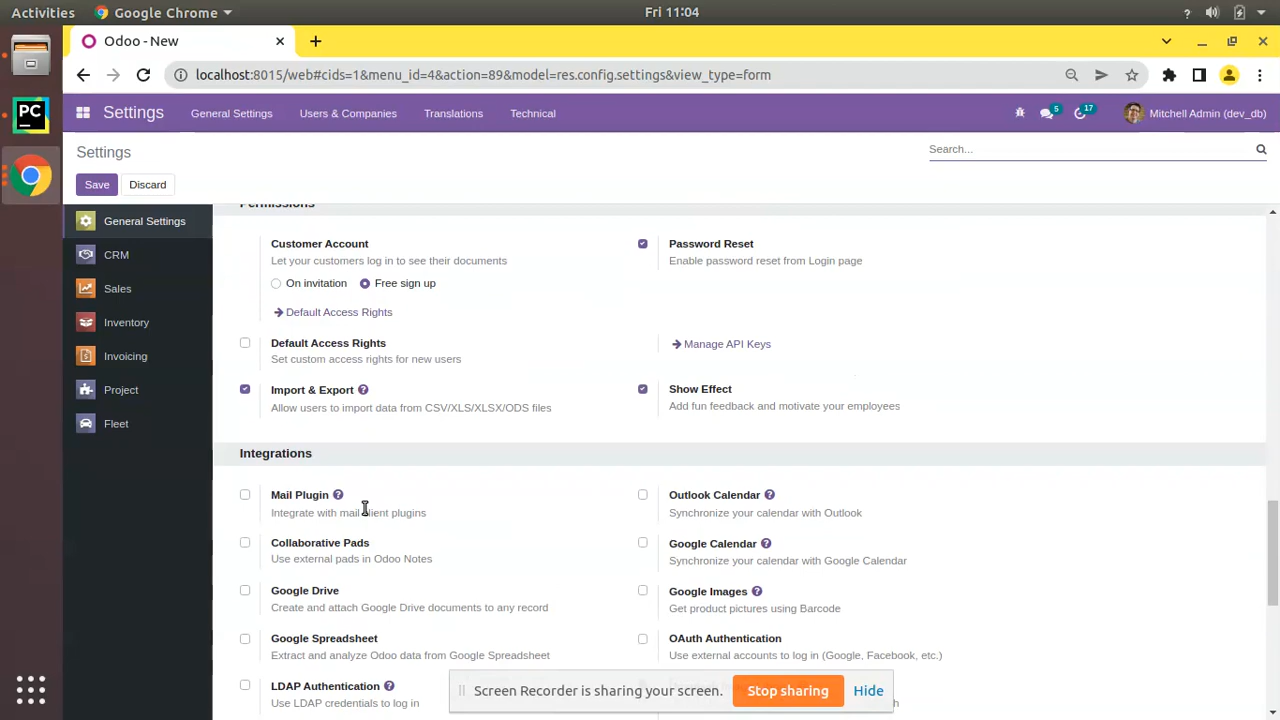 Activities Google Chrome Fri 11:04
Odoo - New
localhost:8015/web#cids=1&menu_id=4&action=89&model=res.config.settings&view_type=form
Settings General Settings Users & Companies Translations Technical 5 17 Mitchell Admin (dev_db)
Settings Search...
Save Discard
General Settings
CRM
Sales
Inventory
Invoicing
Project
Fleet
Permissions
Customer Account
Let your customers log in to see their documents
On invitation Free sign up
Default Access Rights
Password Reset
Enable password reset from Login page
Default Access Rights
Set custom access rights for new users
Manage API Keys
Import & Export ?
Allow users to import data from CSV/XLS/XLSX/ODS files
Show Effect
Add fun feedback and motivate your employees
Integrations
Mail Plugin ?
Integrate with mail client plugins
Outlook Calendar ?
Synchronize your calendar with Outlook
Collaborative Pads
Use external pads in Odoo Notes
Google Calendar ?
Synchronize your calendar with Google Calendar
Google Drive
Create and attach Google Drive documents to any record
Google Images ?
Get product pictures using Barcode
Google Spreadsheet
Extract and analyze Odoo data from Google Spreadsheet
OAuth Authentication
Use external accounts to log in (Google, Facebook, etc.)
LDAP Authentication ?
Use LDAP credentials to log in
Screen Recorder is sharing your screen. Stop sharing Hide